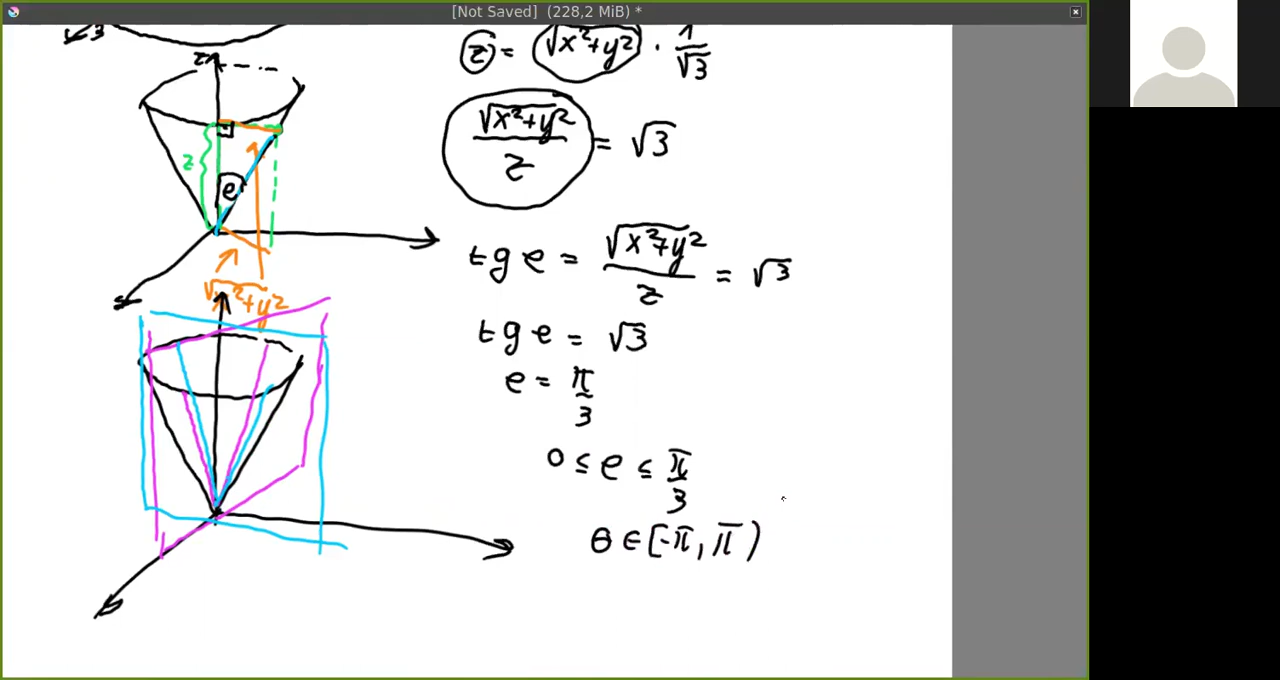 [Not Saved] (228,2 MiB) *
z = √x²+y² · 1/√3
√x²+y² / z = √3
z
z
e
√x²+y²
tg e = √x²+y² / z = √3
tg e = √3
e = π/3
0 ≤ e ≤ π/3
θ ∈ [-π, π)